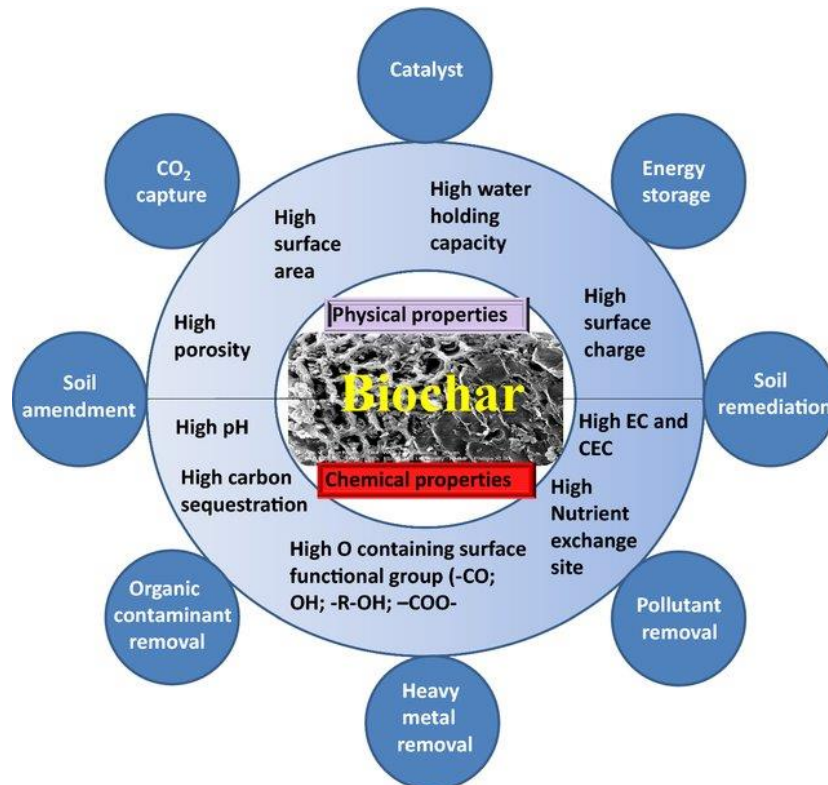 Catalyst
CO₂
capture
Energy
storage
High water
holding
capacity
High
surface
area
High
surface
charge
High
porosity
Physical properties
Biochar
Soil
amendment
Soil
remediation
High pH
High EC and
CEC
High carbon
sequestration
Chemical properties
High
Nutrient
exchange
site
High O containing surface
functional group (-CO;
OH; -R-OH; –COO-
Organic
contaminant
removal
Pollutant
removal
Heavy
metal
removal